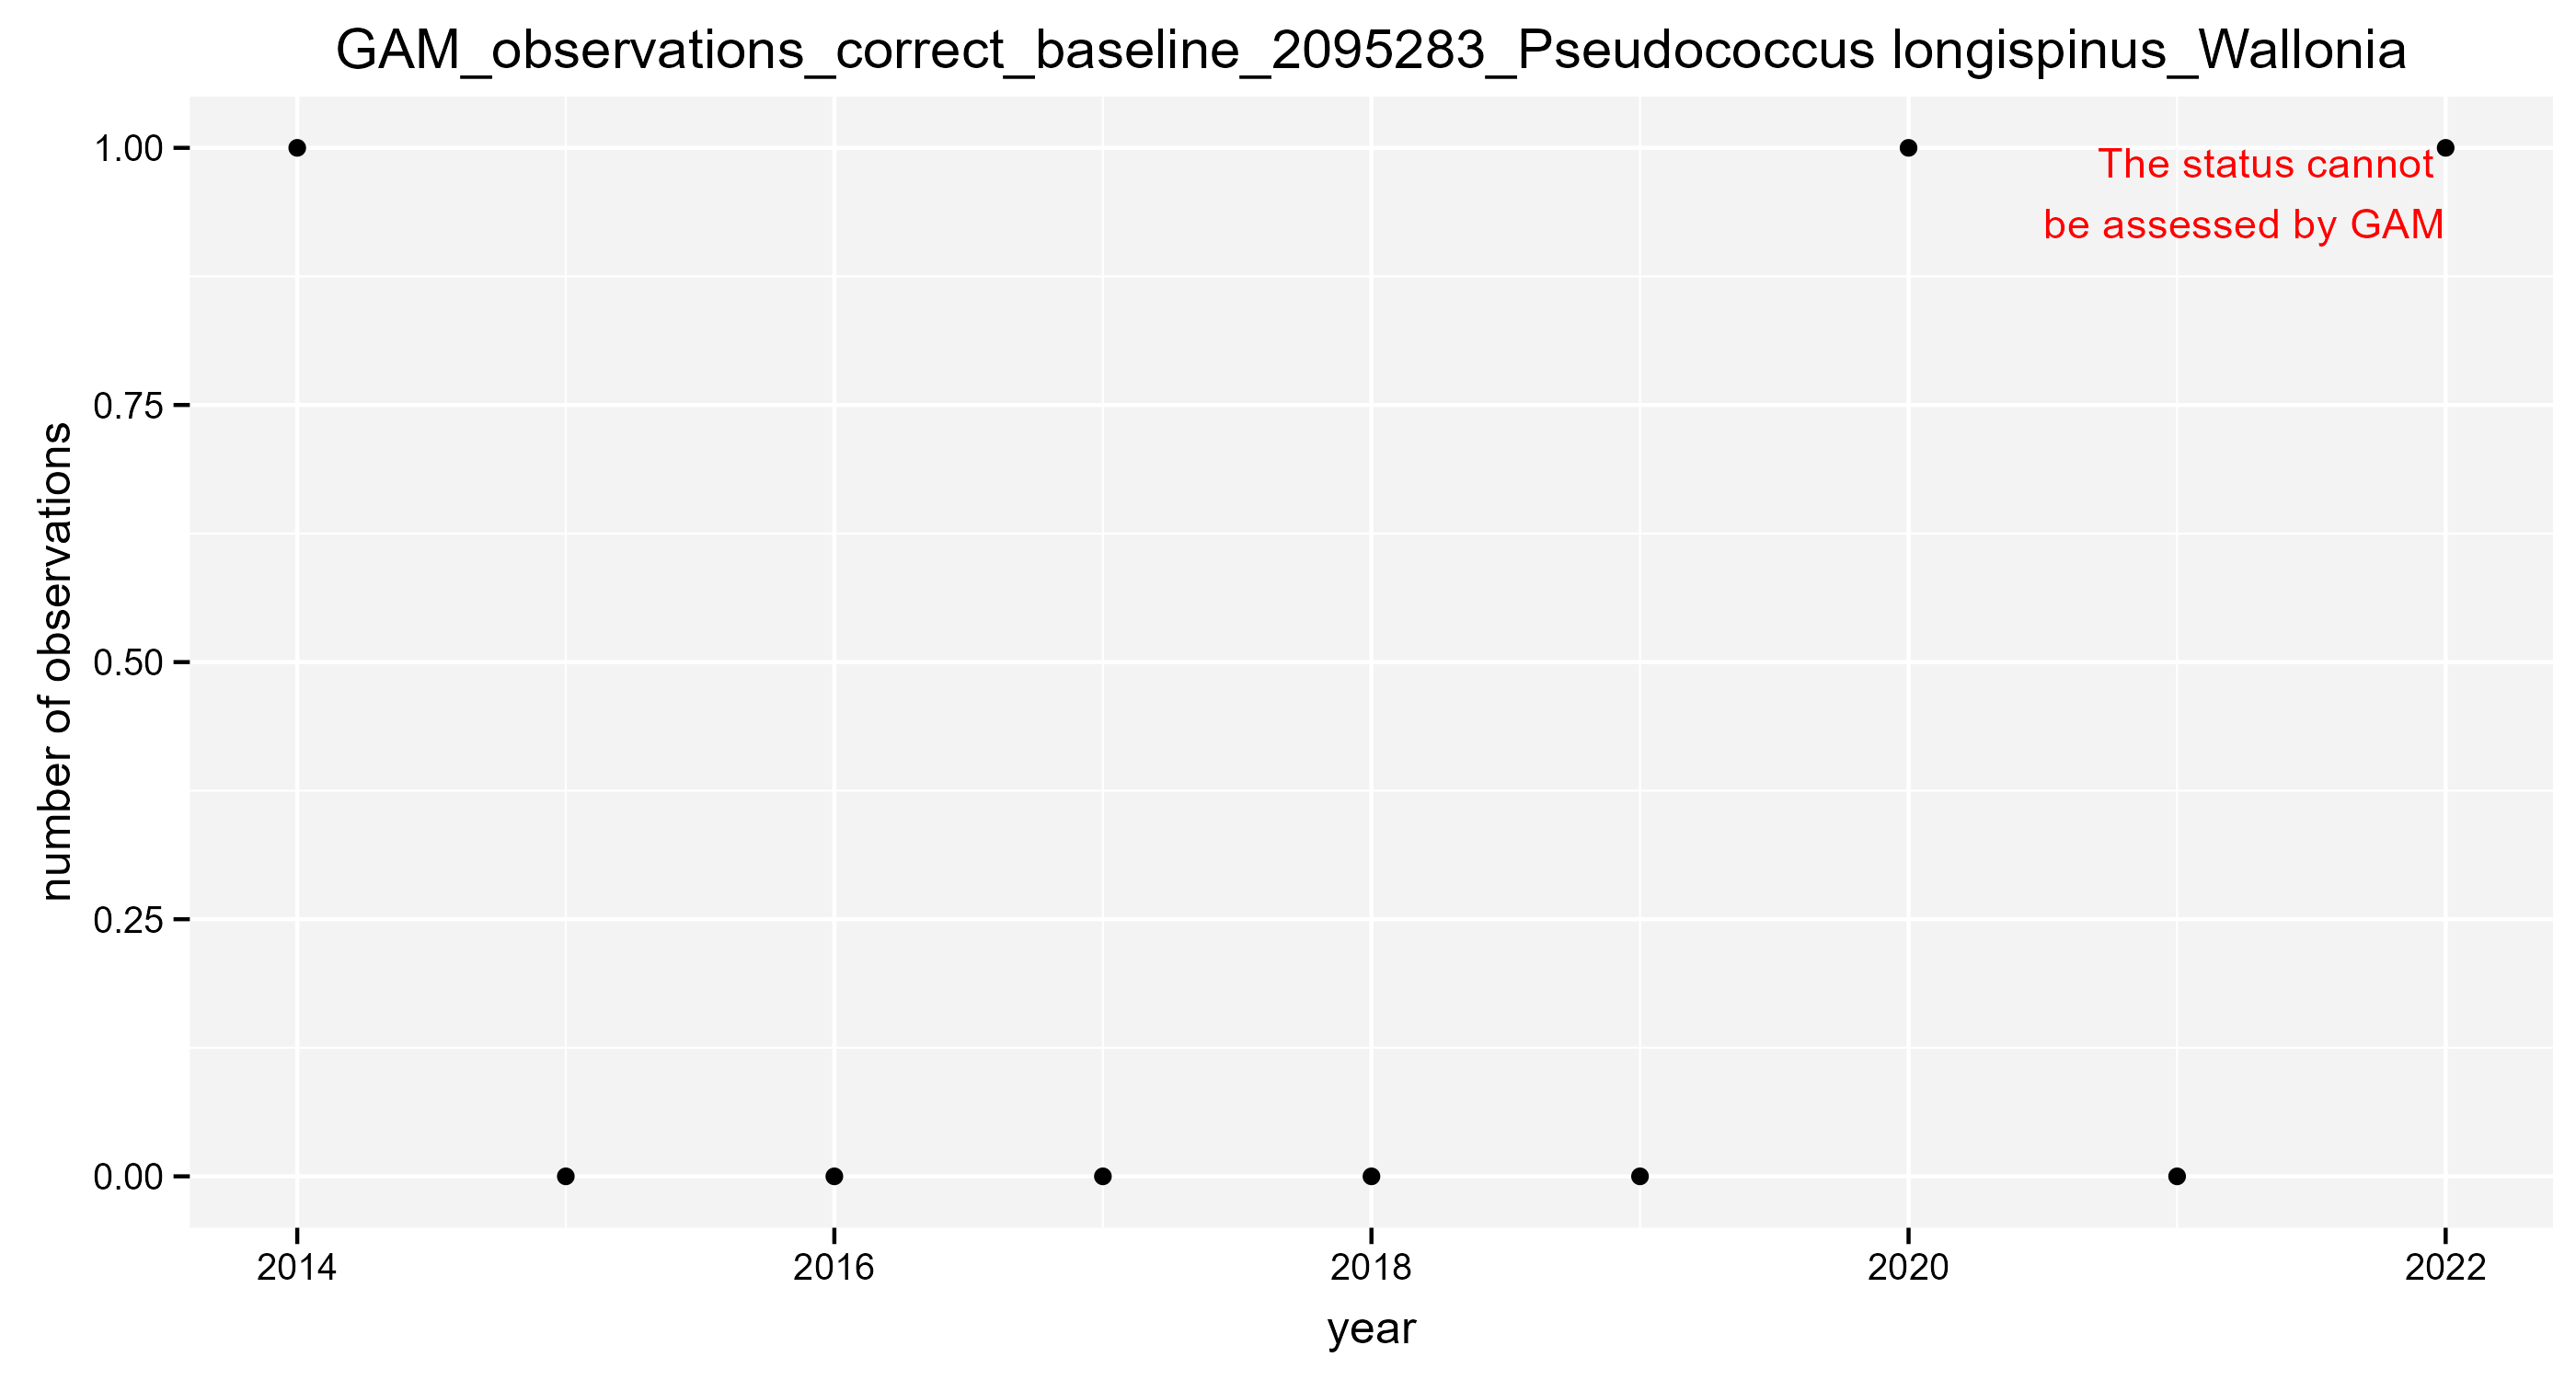 GAM_observations_correct_baseline_2095283_Pseudococcus longispinus_Wallonia
1.00
The status cannot
be assessed by GAM
0.75
number of observations
0.50
0.25
0.00
2014 2016 2018 2020 2022
year